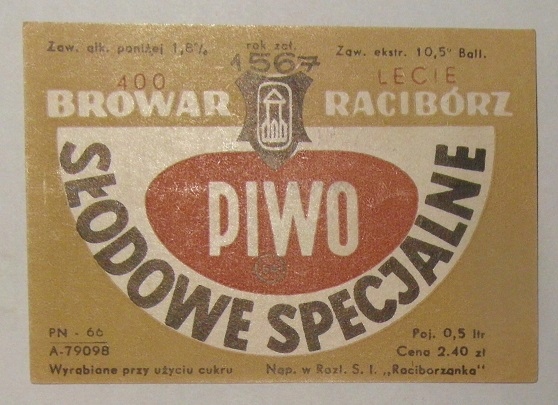 Zaw. alk. poniżej 1,8% rok zał. Zaw. ekstr. 10,5° Ball.
1567
400 LECIE
BROWAR RACIBÓRZ
PIWO
SŁODOWE SPECJALNE
PN - 66 Poj. 0,5 ltr
A-79098 Cena 2.40 zł
Wyrabiane przy użyciu cukru Nap. w Rozl. S. I. „Raciborzanka"